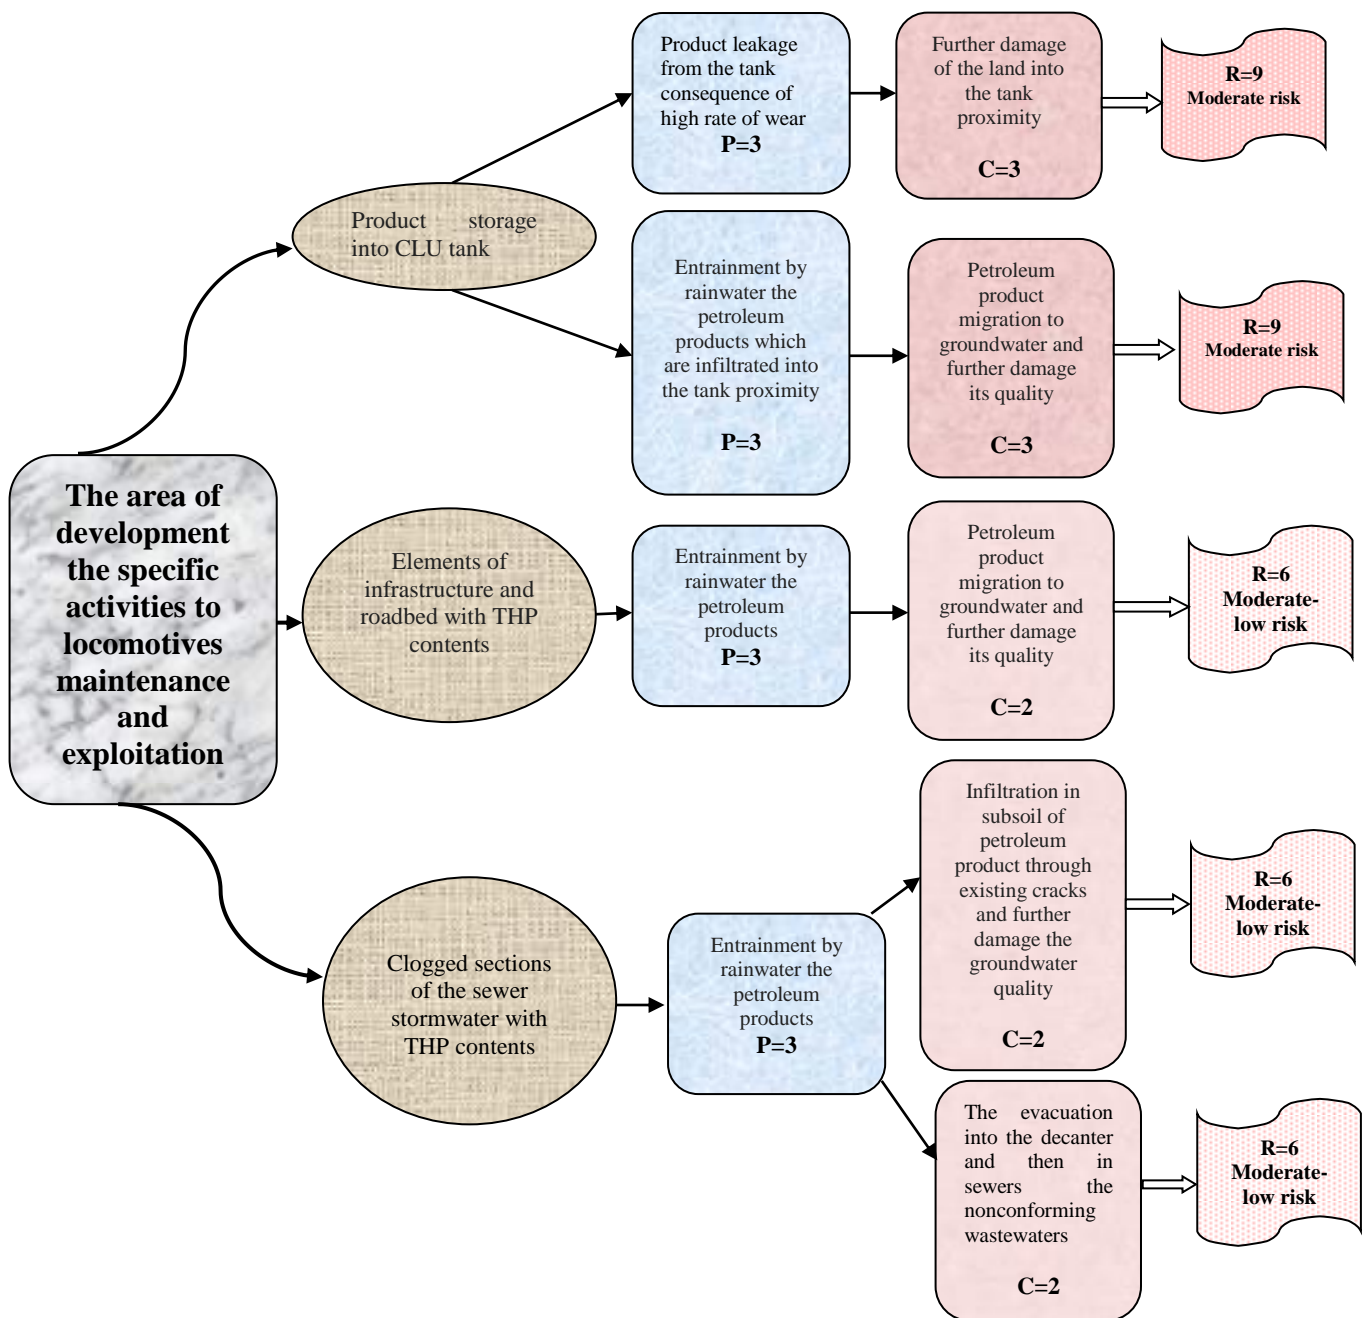 Product leakage
from the tank
consequence of
high rate of wear
P=3
Further damage
of the land into
the tank
proximity
C=3
R=9
Moderate risk
Product storage
into CLU tank
Entrainment by
rainwater the
petroleum
products which
are infiltrated into
the tank proximity
P=3
Petroleum
product
migration to
groundwater and
further damage
its quality
C=3
R=9
Moderate risk
The area of
development
the specific
activities to
locomotives
maintenance
and
exploitation
Elements of
infrastructure and
roadbed with THP
contents
Entrainment by
rainwater the
petroleum
products
P=3
Petroleum
product
migration to
groundwater and
further damage
its quality
C=2
R=6
Moderate-
low risk
Clogged sections
of the sewer
stormwater with
THP contents
Entrainment by
rainwater the
petroleum
products
P=3
Infiltration in
subsoil of
petroleum
product through
existing cracks
and further
damage the
groundwater
quality
C=2
R=6
Moderate-
low risk
The evacuation
into the decanter
and then in
sewers the
nonconforming
wastewaters
C=2
R=6
Moderate-
low risk